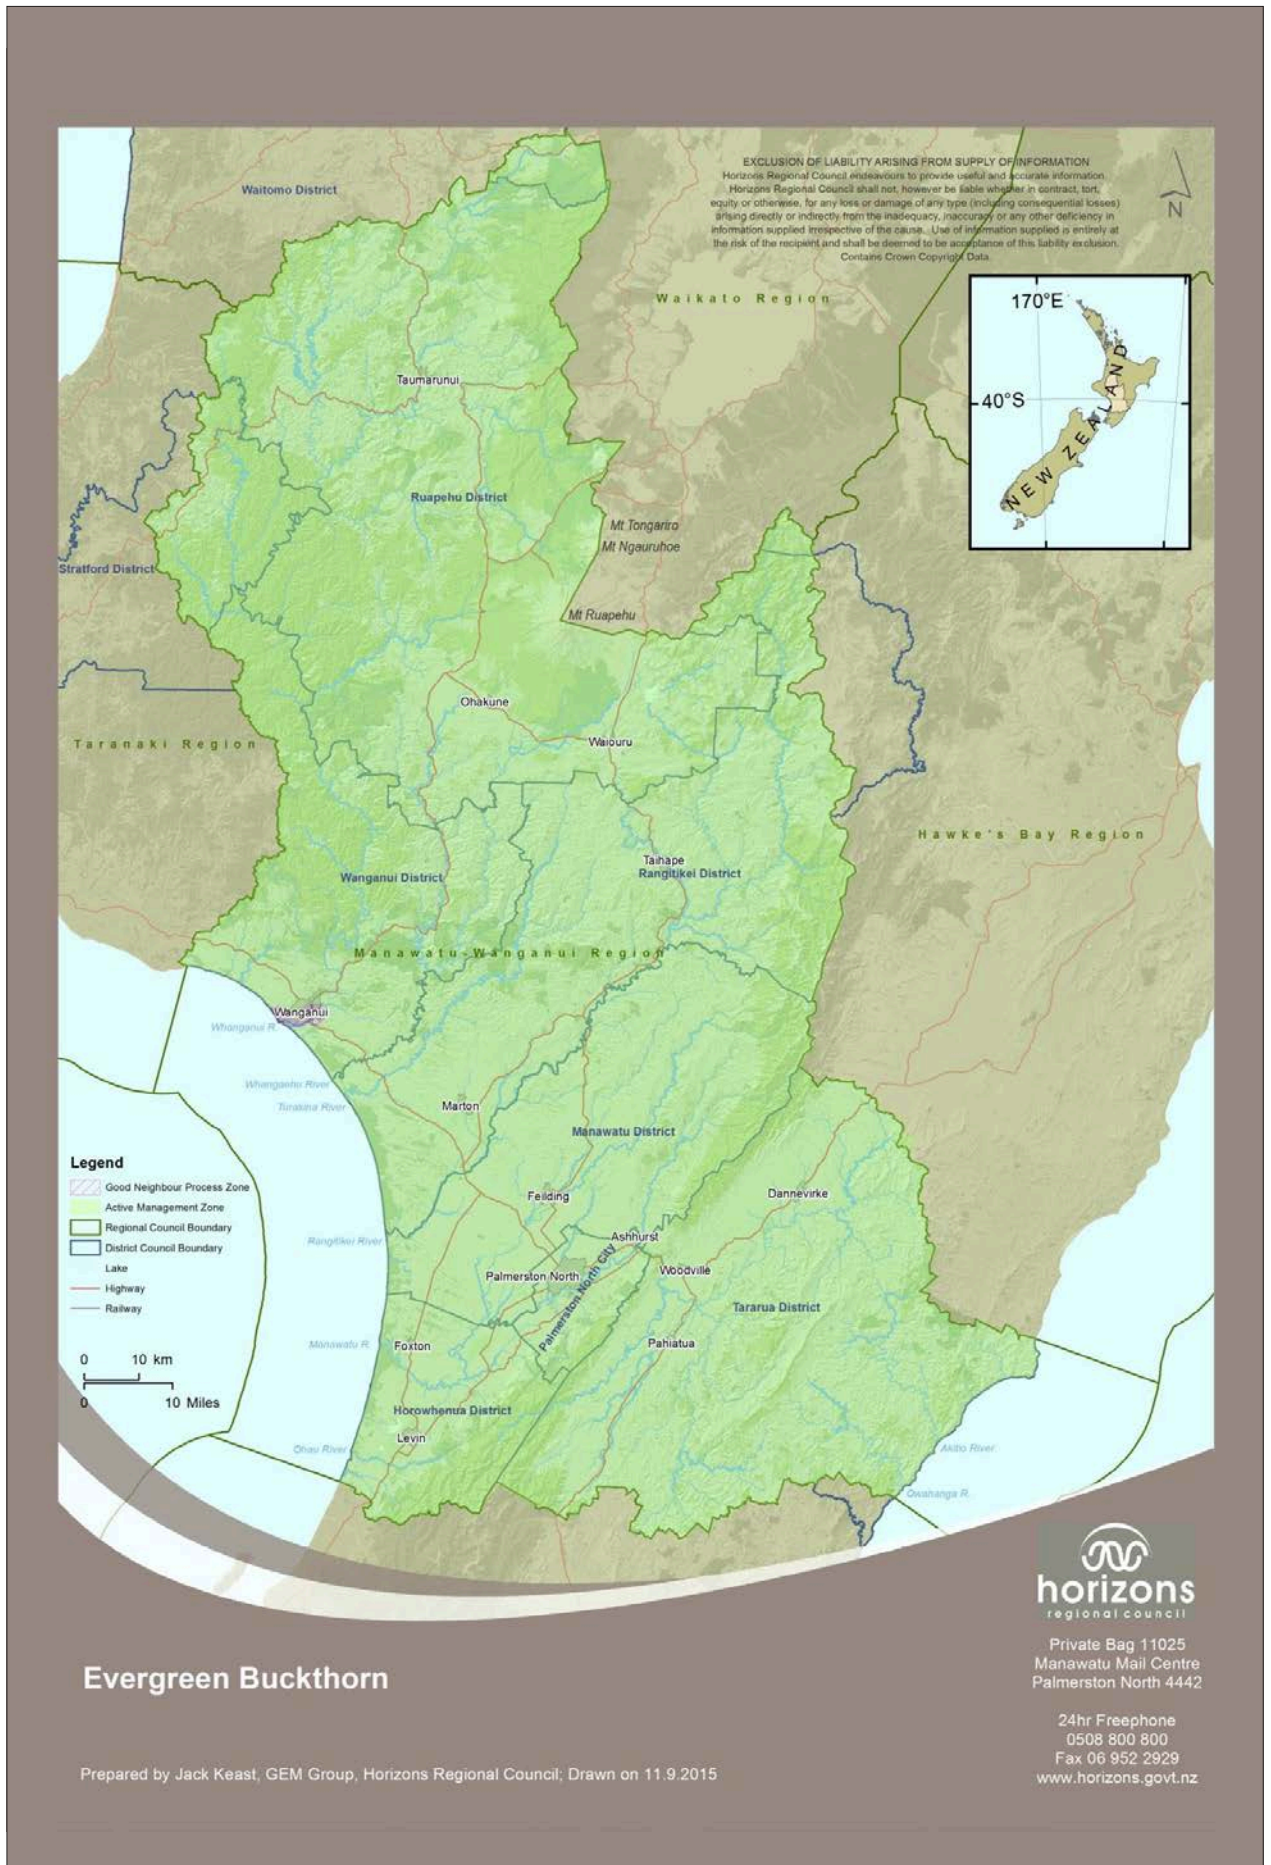 EXCLUSION OF LIABILITY ARISING FROM SUPPLY OF INFORMATION
Horizons Regional Council endeavours to provide useful and accurate information.
Horizons Regional Council shall not, however be liable whether in contract, tort,
equity or otherwise, for any loss or damage of any type (including consequential losses)
arising directly or indirectly from the inadequacy, inaccuracy or any other deficiency in
information supplied irrespective of the cause. Use of information supplied is entirely at
the risk of the recipient and shall be deemed to be acceptance of this liability exclusion.
Contains Crown Copyright Data.
N
Waitomo District
Waikato Region
170°E
40°S
NEW ZEALAND
Taumarunui
Ruapehu District
Mt Tongariro
Mt Ngauruhoe
Stratford District
Mt Ruapehu
Ohakune
Taranaki Region
Waiouru
Hawke's Bay Region
Taihape
Rangitikei District
Wanganui District
Manawatu-Wanganui Region
Wanganui
Whanganui R.
Whangaehu River
Turakina River
Marton
Manawatu District
Legend
Good Neighbour Process Zone
Active Management Zone
Regional Council Boundary
District Council Boundary
Lake
Highway
Railway
0 10 km
0 10 Miles
Feilding
Dannevirke
Rangitikei River
Ashhurst
Palmerston North
Palmerston North City
Woodville
Tararua District
Manawatu R.
Foxton
Pahiatua
Horowhenua District
Levin
Ohau River
Akitio River
Owahanga R.
horizons
regional council
Private Bag 11025
Manawatu Mail Centre
Palmerston North 4442
24hr Freephone
0508 800 800
Fax 06 952 2929
www.horizons.govt.nz
Evergreen Buckthorn
Prepared by Jack Keast, GEM Group, Horizons Regional Council; Drawn on 11.9.2015